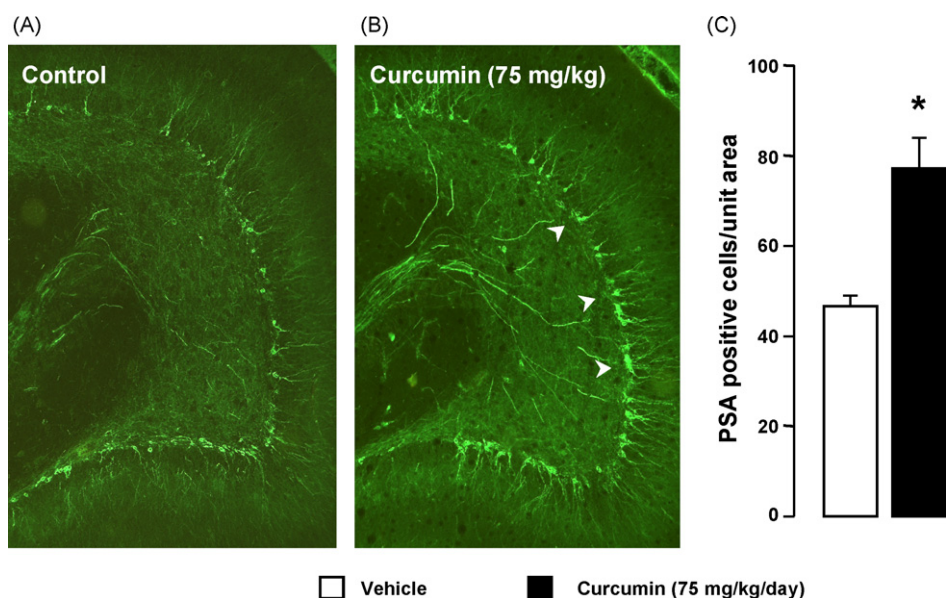 (A)
(B)
(C)
Control
Curcumin (75 mg/kg)
PSA positive cells/unit area
100
80
60
40
20
0
*
Vehicle
Curcumin (75 mg/kg/day)